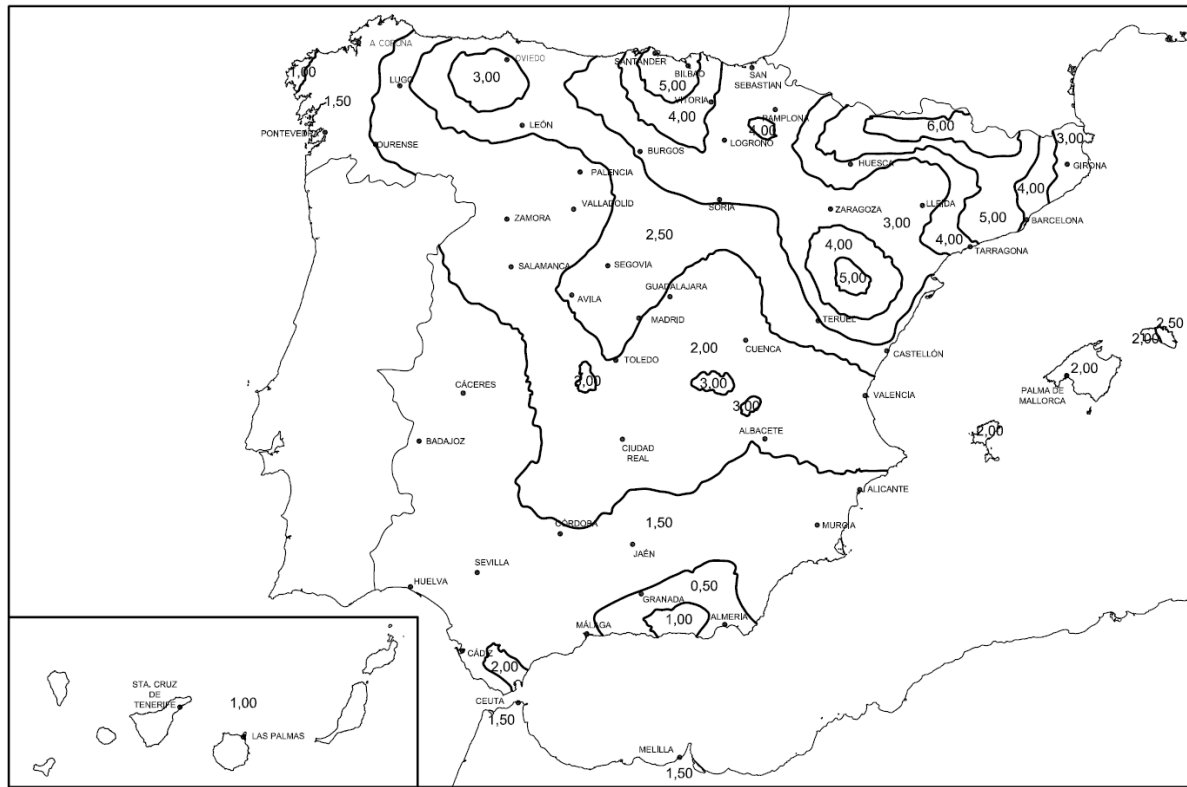 A CORUÑA
OVIEDO
SANTANDER
1,00
3,00
BILBAO
SAN
SEBASTIAN
LUGO
5,00
1,50
VITORIA
4,00
PAMPLONA
6,00
PONTEVEDRA
LEÓN
4,00
3,00
OURENSE
BURGOS
LOGROÑO
HUESCA
GIRONA
PALENCIA
4,00
ZAMORA
VALLADOLID
SORIA
ZARAGOZA
LLEIDA
3,00
5,00
BARCELONA
2,50
4,00
4,00
TARRAGONA
SALAMANCA
SEGOVIA
5,00
GUADALAJARA
AVILA
MADRID
TERUEL
2,50
2,00
CUENCA
2,00
CASTELLÓN
TOLEDO
2,00
3,00
3,00
CÁCERES
PALMA DE
MALLORCA
VALENCIA
3,00
2,00
BADAJOZ
CIUDAD
REAL
ALBACETE
ALICANTE
1,50
CÓRDOBA
MURCIA
JAÉN
SEVILLA
HUELVA
0,50
GRANADA
1,00
ALMERÍA
MÁLAGA
CÁDIZ
2,00
CEUTA
1,50
STA. CRUZ
DE
TENERIFE
1,00
LAS PALMAS
MELILLA
1,50